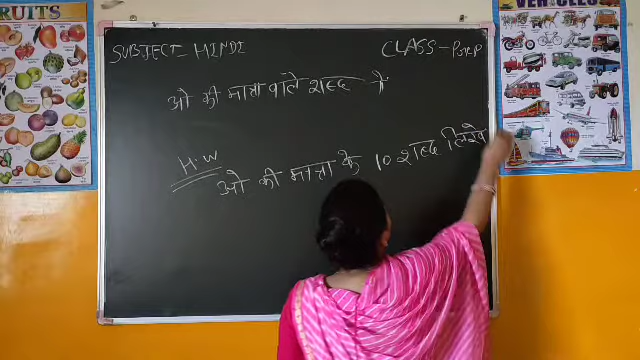 FRUITS
VEHICLES
SUBJECT- HINDI
CLASS-PREP
ओ की मात्रा वाले शब्द
H.W
ओ की मात्रा के 10 शब्द लिखो